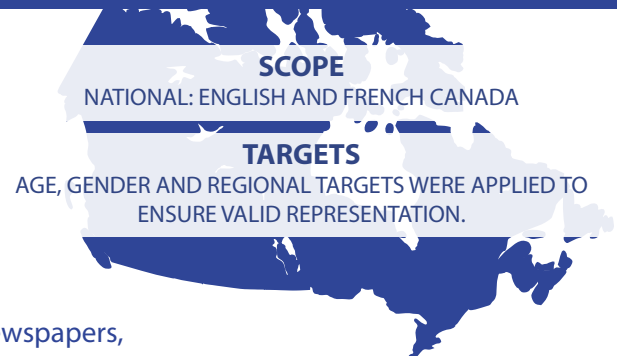 SCOPE
NATIONAL: ENGLISH AND FRENCH CANADA
TARGETS
AGE, GENDER AND REGIONAL TARGETS WERE APPLIED TO
ENSURE VALID REPRESENTATION.
wspapers,